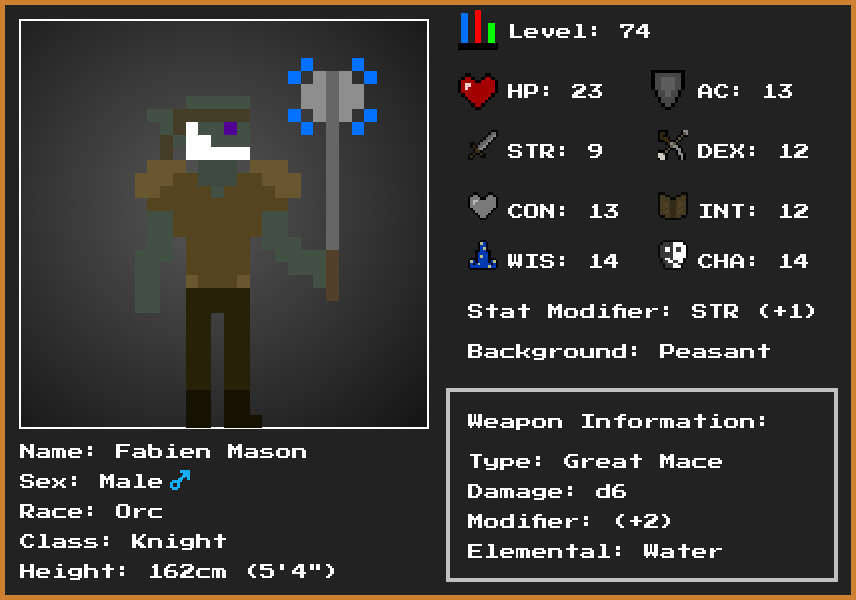 Level: 74
HP: 23
AC: 13
STR: 9
DEX: 12
CON: 13
INT: 12
WIS: 14
CHA: 14
Stat Modifier: STR (+1)
Background: Peasant
Name: Fabien Mason
Sex: Male ♂
Race: Orc
Class: Knight
Height: 162cm (5'4")
Weapon Information:
Type: Great Mace
Damage: d6
Modifier: (+2)
Elemental: Water